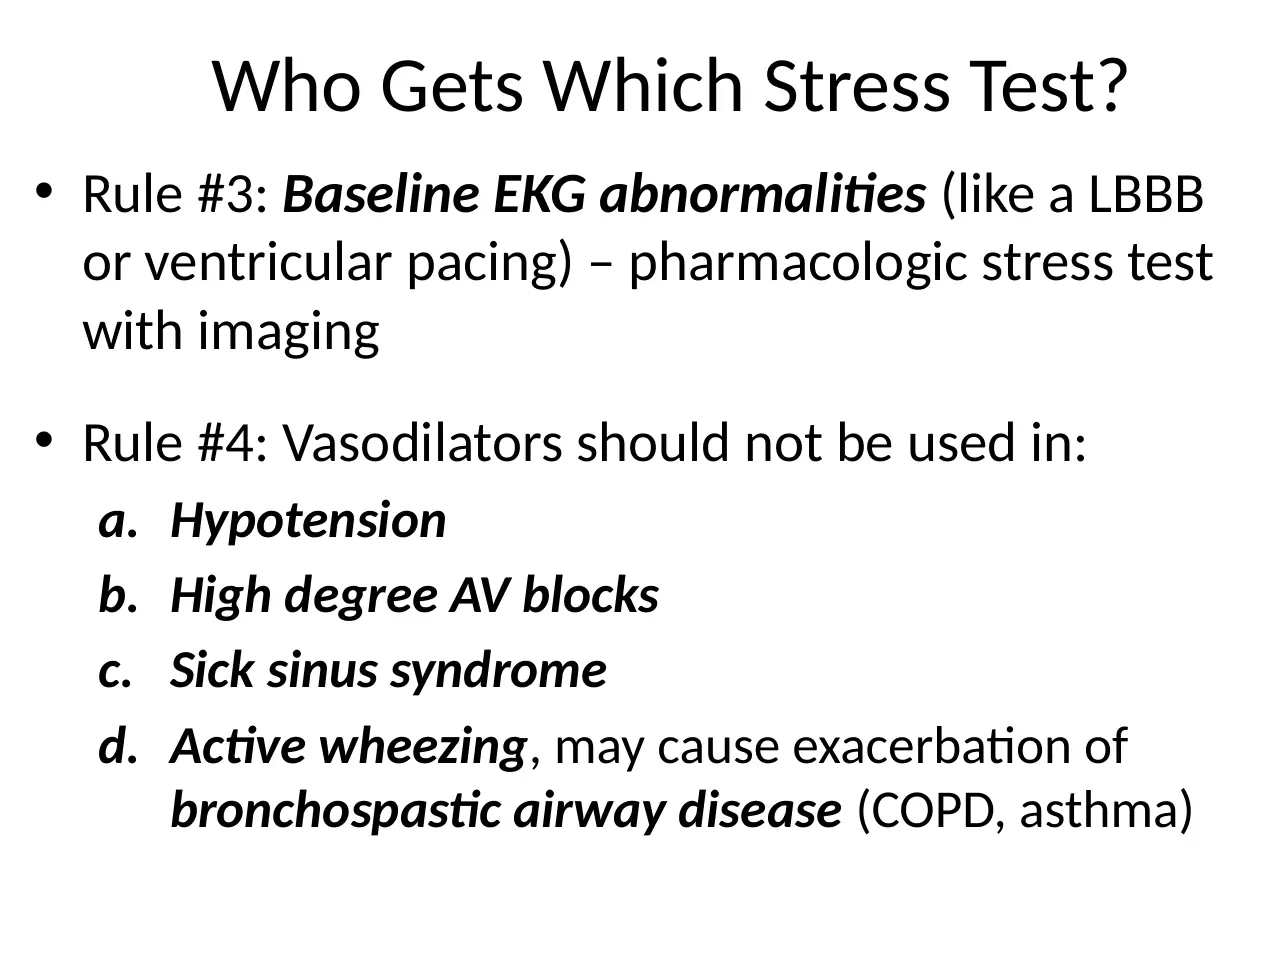 Who Gets Which Stress Test?
• Rule #3: Baseline EKG abnormalities (like a LBBB
or ventricular pacing) – pharmacologic stress test
with imaging
• Rule #4: Vasodilators should not be used in:
a. Hypotension
b. High degree AV blocks
c. Sick sinus syndrome
d. Active wheezing, may cause exacerbation of
bronchospastic airway disease (COPD, asthma)